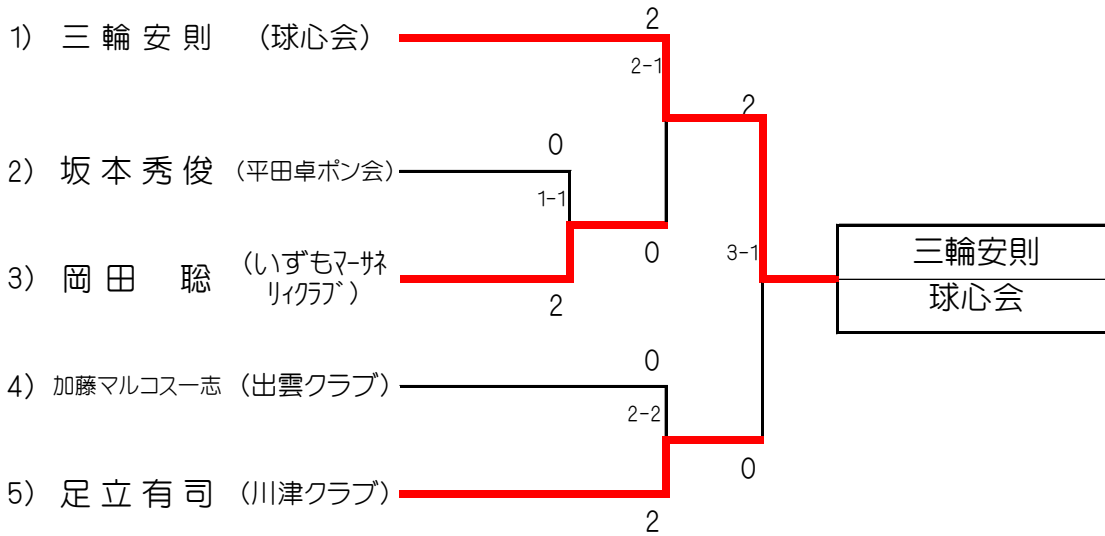 2
1) 三輪安則 (球心会)
2-1
2
0
2) 坂本秀俊 (平田卓ポン会)
1-1
0
3-1
三輪安則
3) 岡田 聡 (いずもマーサネ
リィクラブ)
球心会
2
0
4) 加藤マルコス一志 (出雲クラブ)
2-2
0
5) 足立有司 (川津クラブ)
2